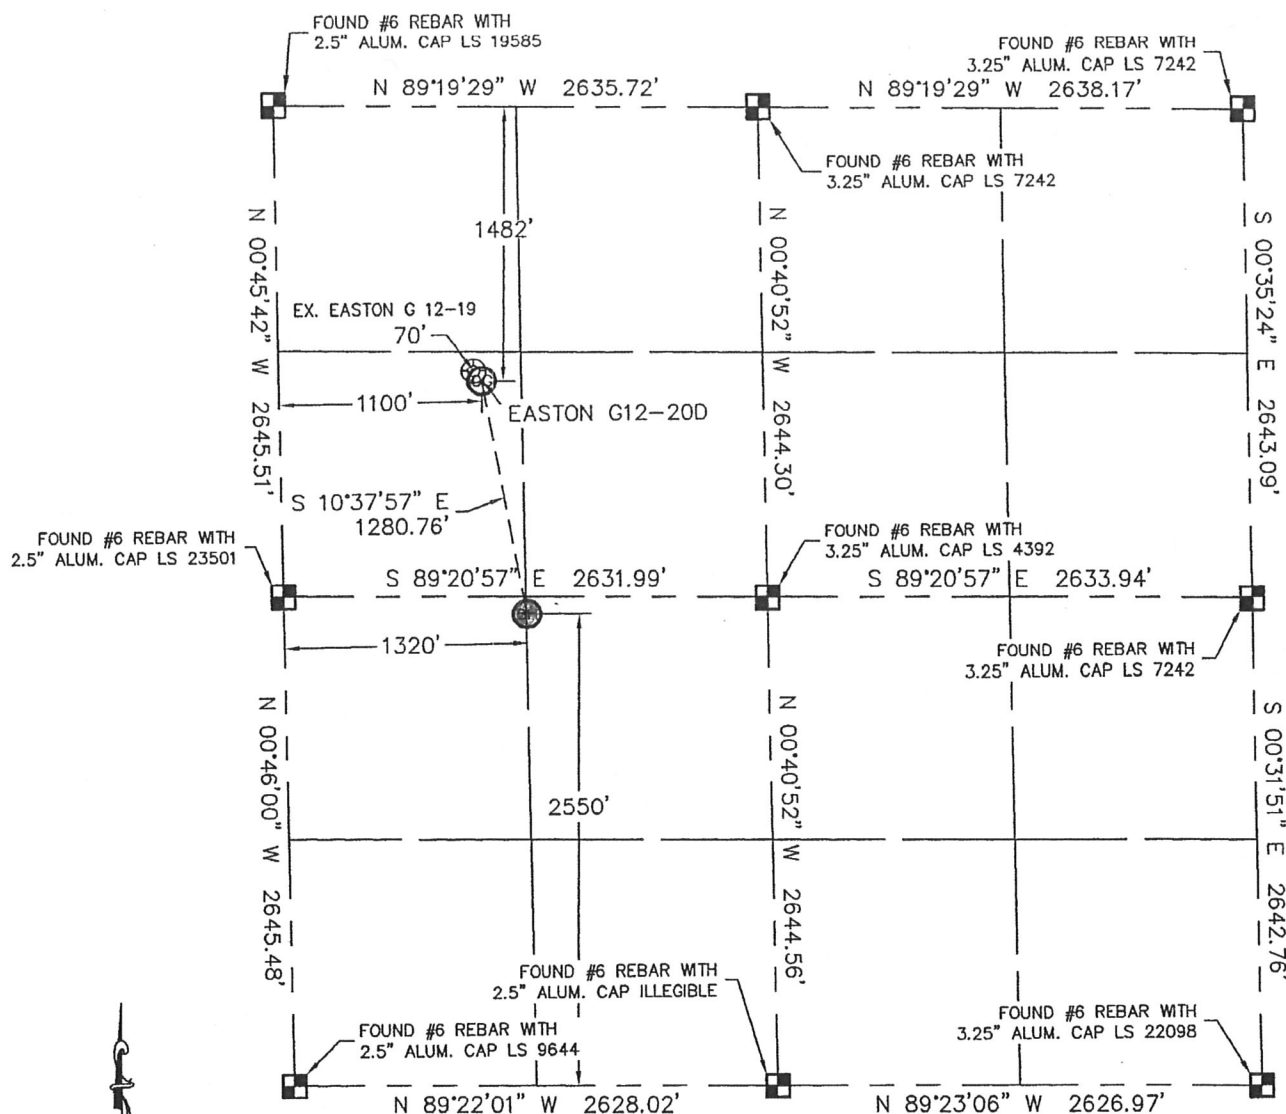 FOUND #6 REBAR WITH
2.5" ALUM. CAP LS 19585
FOUND #6 REBAR WITH
3.25" ALUM. CAP LS 7242
N 89°19'29" W 2635.72'
N 89°19'29" W 2638.17'
FOUND #6 REBAR WITH
3.25" ALUM. CAP LS 7242
1482'
N 00°45'42" W 2645.51'
N 00°40'52" W 2644.30'
S 00°35'24" E 2643.09'
EX. EASTON G 12-19
70'
1100'
EASTON G12-20D
S 10°37'57" E
1280.76'
FOUND #6 REBAR WITH
2.5" ALUM. CAP LS 23501
FOUND #6 REBAR WITH
3.25" ALUM. CAP LS 4392
S 89°20'57" E 2631.99'
S 89°20'57" E 2633.94'
1320'
FOUND #6 REBAR WITH
3.25" ALUM. CAP LS 7242
N 00°46'00" W 2645.48'
N 00°40'52" W 2644.56'
S 00°31'51" E 2642.76'
2550'
FOUND #6 REBAR WITH
2.5" ALUM. CAP ILLEGIBLE
FOUND #6 REBAR WITH
2.5" ALUM. CAP LS 9644
FOUND #6 REBAR WITH
3.25" ALUM. CAP LS 22098
N 89°22'01" W 2628.02'
N 89°23'06" W 2626.97'